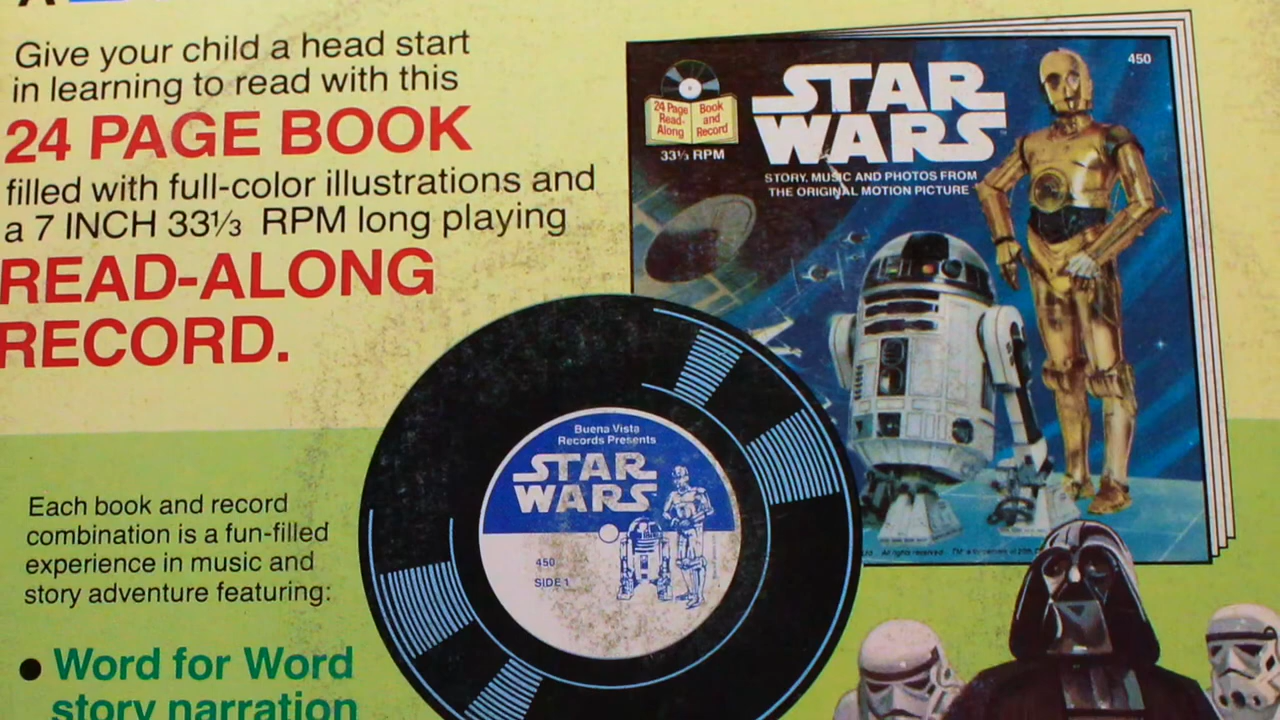 Give your child a head start
in learning to read with this
24 PAGE BOOK
filled with full-color illustrations and
a 7 INCH 33⅓ RPM long playing
READ-ALONG
RECORD.
Each book and record
combination is a fun-filled
experience in music and
story adventure featuring:
● Word for Word
story narration
24 Page
Read-
Along
Book
and
Record
33⅓ RPM
STAR
WARS
450
STORY, MUSIC AND PHOTOS FROM
THE ORIGINAL MOTION PICTURE
All rights reserved
Buena Vista
Records Presents
STAR
WARS
450
SIDE 1